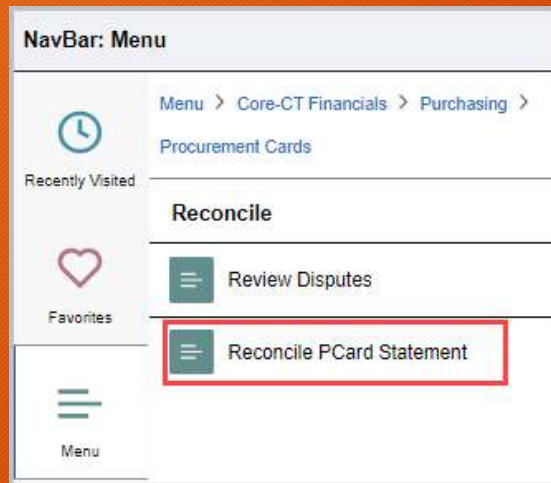 NavBar: Menu
Recently Visited
Favorites
Menu
Menu > Core-CT Financials > Purchasing >
Procurement Cards
Reconcile
Review Disputes
Reconcile PCard Statement